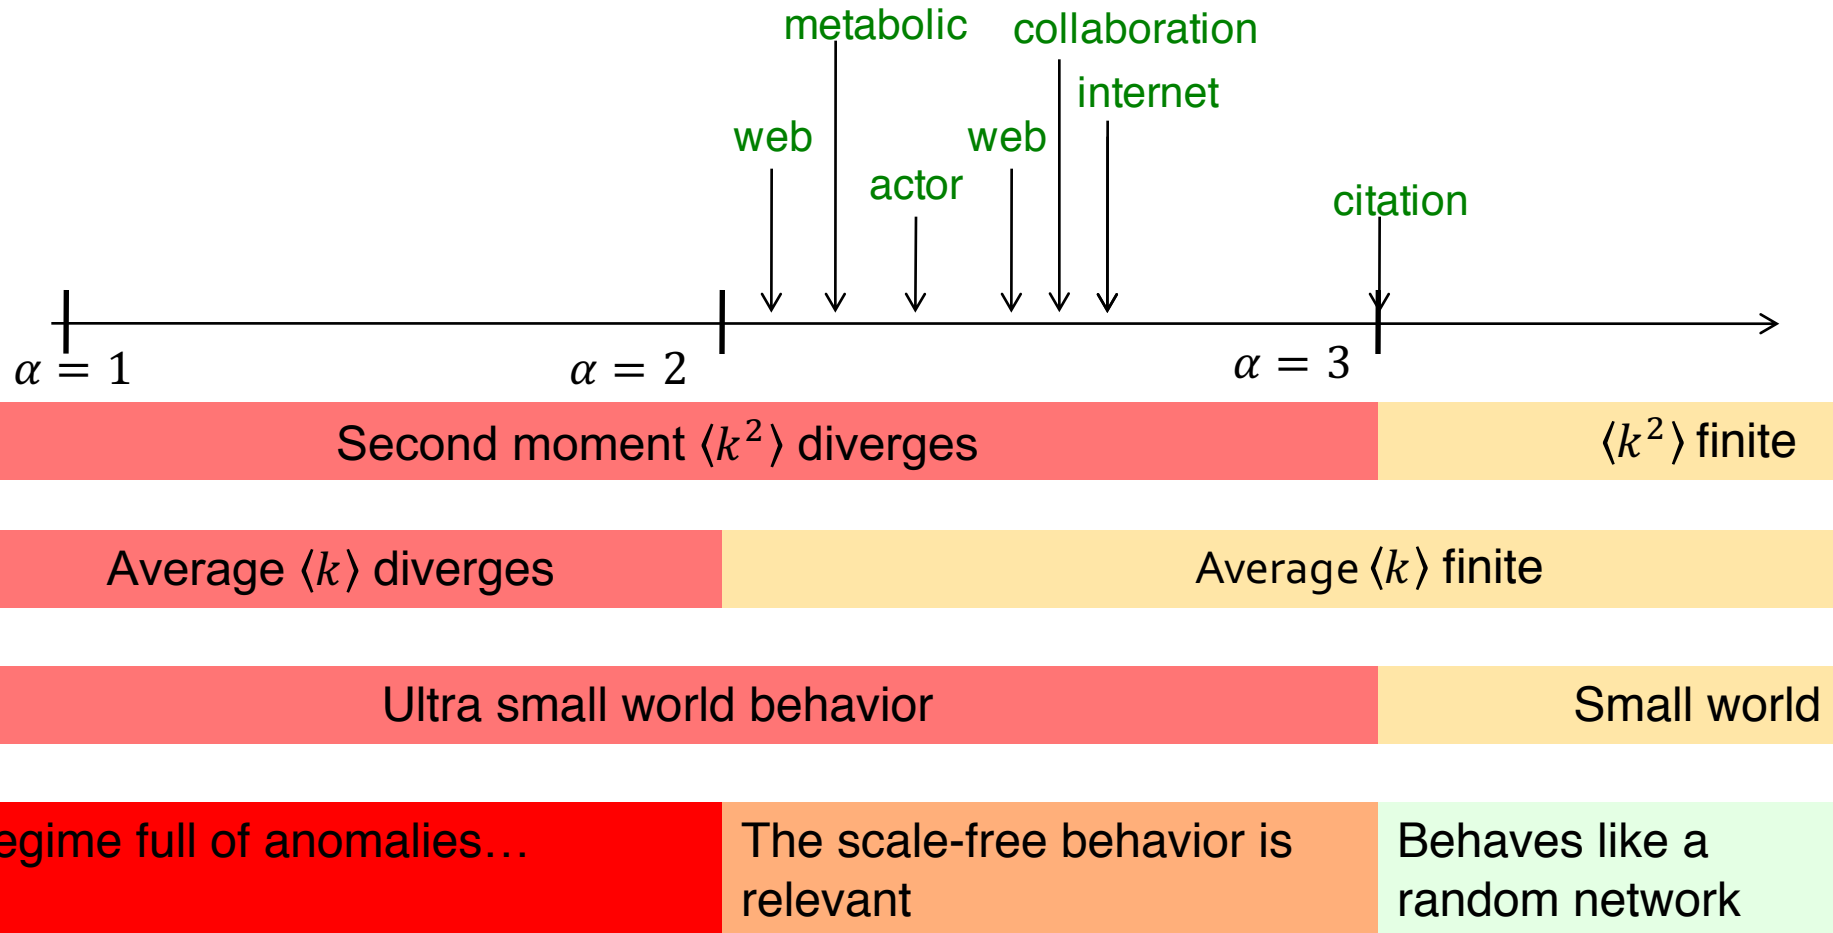 metabolic
collaboration
internet
web
web
actor
citation
α = 1
α = 2
α = 3
Second moment ⟨k²⟩ diverges
⟨k²⟩ finite
Average ⟨k⟩ diverges
Average ⟨k⟩ finite
Ultra small world behavior
Small world
egime full of anomalies…
The scale-free behavior is
relevant
Behaves like a
random network